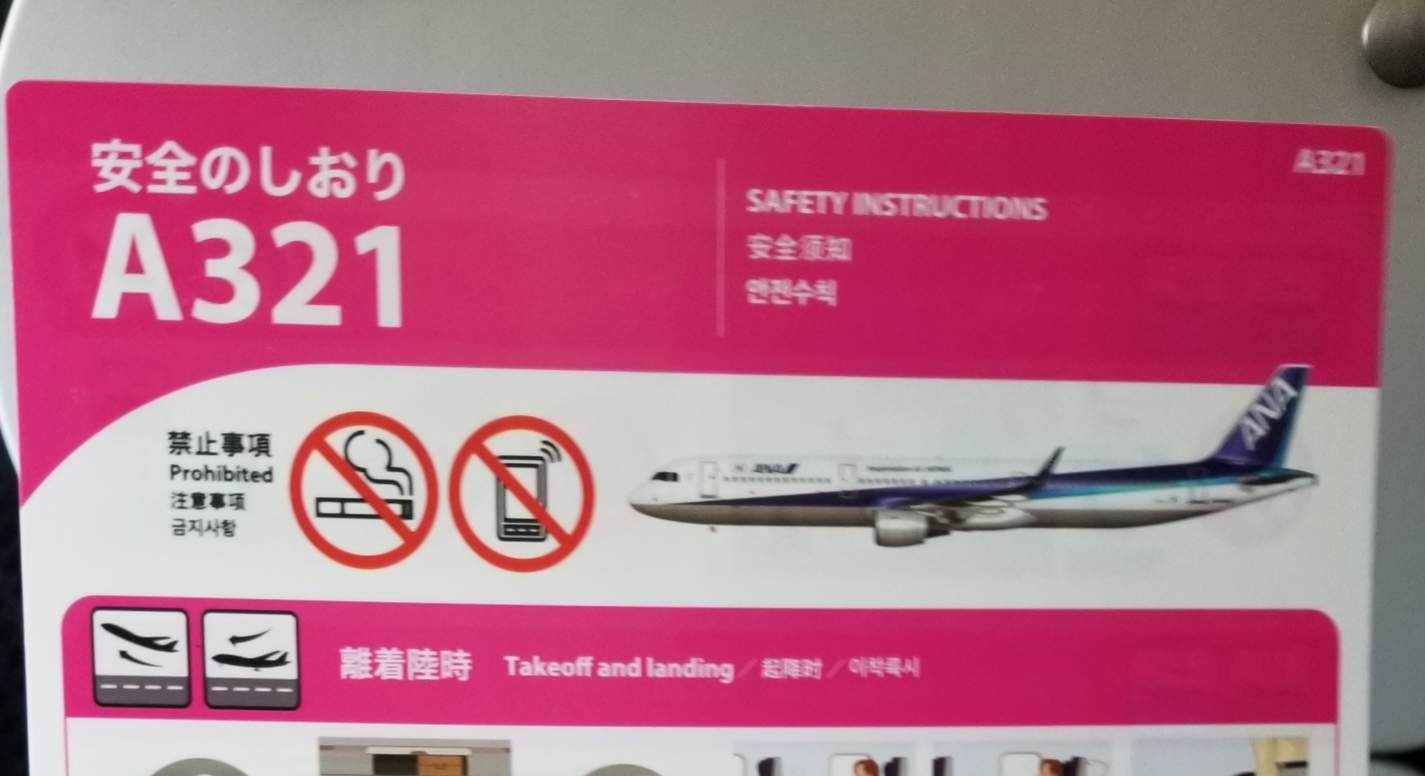 安全のしおり
A321
SAFETY INSTRUCTIONS
安全须知
안전수칙
A321
禁止事項
Prohibited
注意事項
금지사항
ANA
ANA
離着陸時 Takeoff and landing／起降时／이착륙시